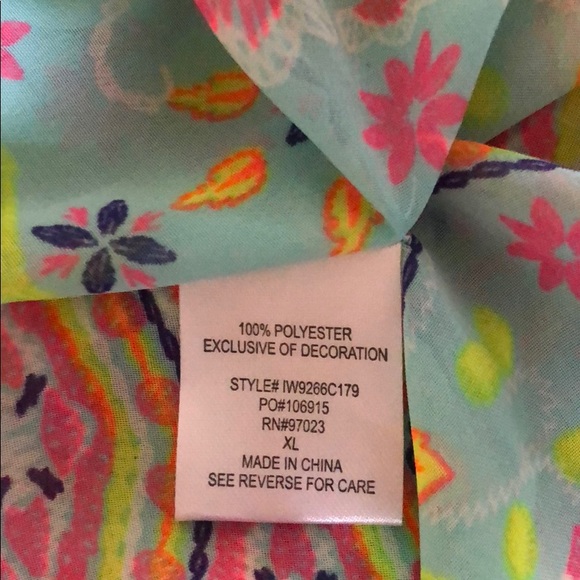 100% POLYESTER
EXCLUSIVE OF DECORATION
STYLE# IW9266C179
PO#106915
RN#97023
XL
MADE IN CHINA
SEE REVERSE FOR CARE